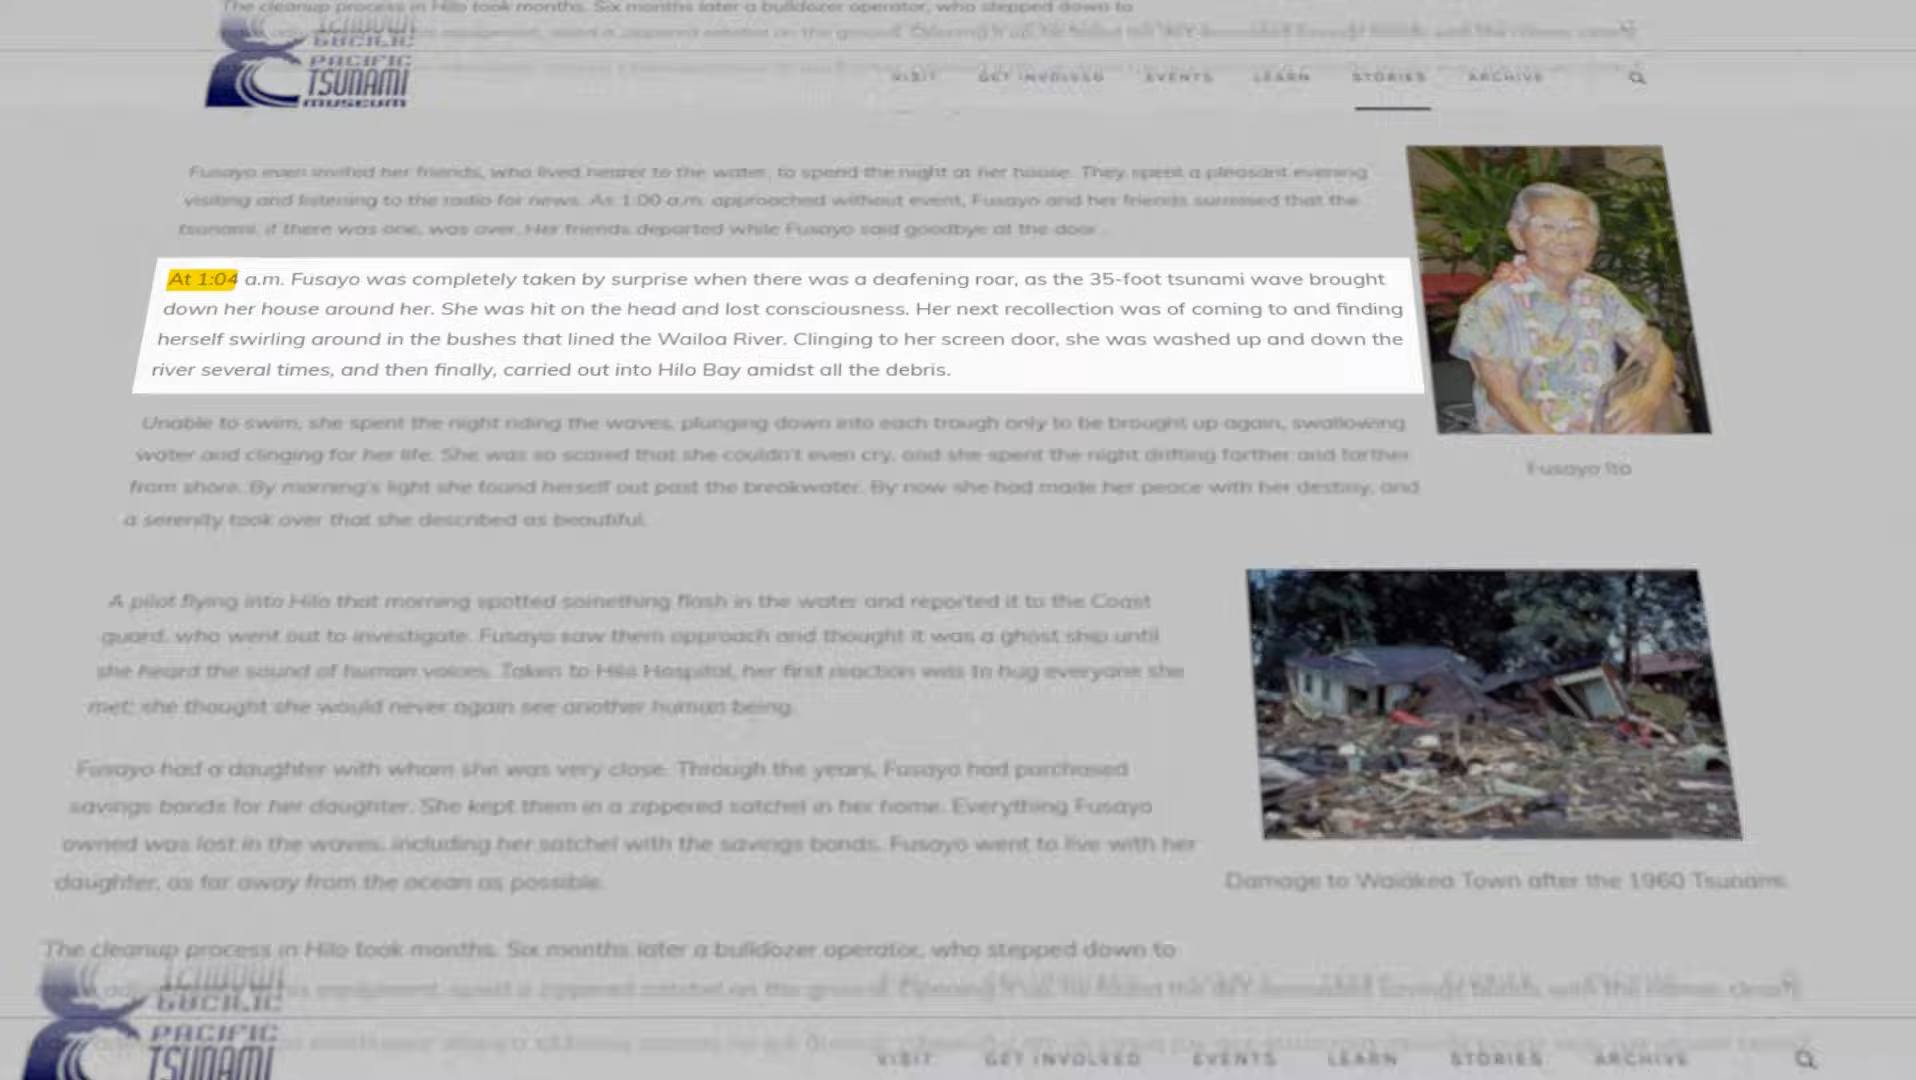 The cleanup process in Hilo took months. Six months later a bulldozer operator, who stepped down to
PACIFIC
TSUNAMI
MUSEUM
VISIT GET INVOLVED EVENTS LEARN STORIES ARCHIVE
Fusayo even invited her friends, who lived nearer to the water, to spend the night at her house. They spent a pleasant evening
visiting and listening to the radio for news. As 1:00 a.m. approached without event, Fusayo and her friends surmised that the
tsunami, if there was one, was over. Her friends departed while Fusayo said goodbye at the door.
At 1:04 a.m. Fusayo was completely taken by surprise when there was a deafening roar, as the 35-foot tsunami wave brought
down her house around her. She was hit on the head and lost consciousness. Her next recollection was of coming to and finding
herself swirling around in the bushes that lined the Wailoa River. Clinging to her screen door, she was washed up and down the
river several times, and then finally, carried out into Hilo Bay amidst all the debris.
Unable to swim, she spent the night riding the waves, plunging down into each trough only to be brought up again, swallowing
water and clinging for her life. She was so scared that she couldn't even cry, and she spent the night drifting farther and farther
from shore. By morning's light she found herself out past the breakwater. By now she had made her peace with her destiny, and
a serenity took over that she described as beautiful.
Fusayo Ito
A pilot flying into Hilo that morning spotted something flash in the water and reported it to the Coast
guard, who went out to investigate. Fusayo saw them approach and thought it was a ghost ship until
she heard the sound of human voices. Taken to Hilo Hospital, her first reaction was to hug everyone she
met; she thought she would never again see another human being.
Fusayo had a daughter with whom she was very close. Through the years, Fusayo had purchased
savings bonds for her daughter. She kept them in a zippered satchel in her home. Everything Fusayo
owned was lost in the waves, including her satchel with the savings bonds. Fusayo went to live with her
daughter, as far away from the ocean as possible.
Damage to Waiakea Town after the 1960 Tsunami.
The cleanup process in Hilo took months. Six months later a bulldozer operator, who stepped down to
PACIFIC
TSUNAMI
VISIT GET INVOLVED EVENTS LEARN STORIES ARCHIVE